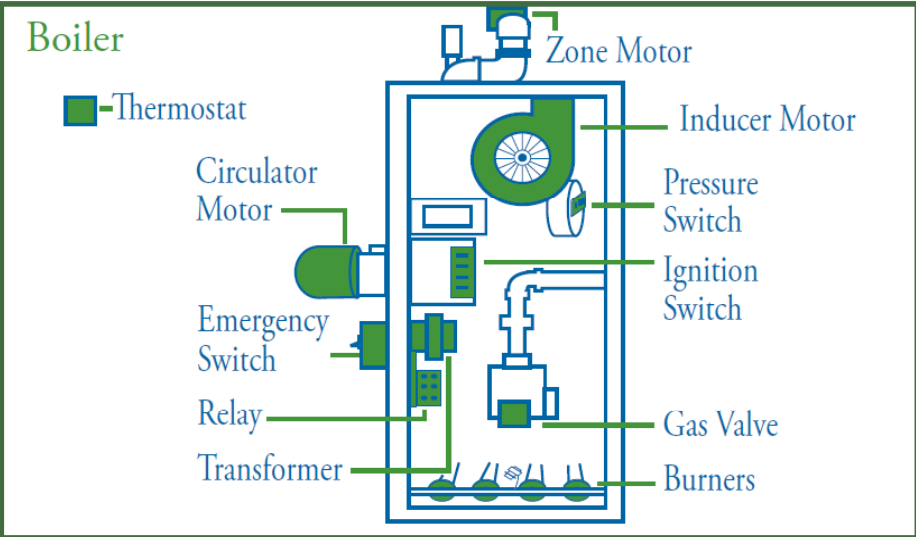 Boiler
Zone Motor
Thermostat
Inducer Motor
Circulator
Motor
Pressure
Switch
Ignition
Switch
Emergency
Switch
Relay
Gas Valve
Transformer
Burners